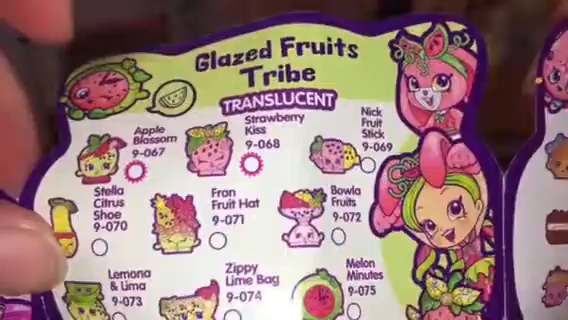 Glazed Fruits
Tribe
TRANSLUCENT
Apple
Blossom
9-067
Strawberry
Kiss
9-068
Nick
Fruit
Stick
9-069
Stella
Citrus
Shoe
9-070
Fron
Fruit Hat
9-071
Bowla
Fruits
9-072
Lemona
& Lima
9-073
Zippy
Lime Bag
9-074
Melon
Minutes
9-075